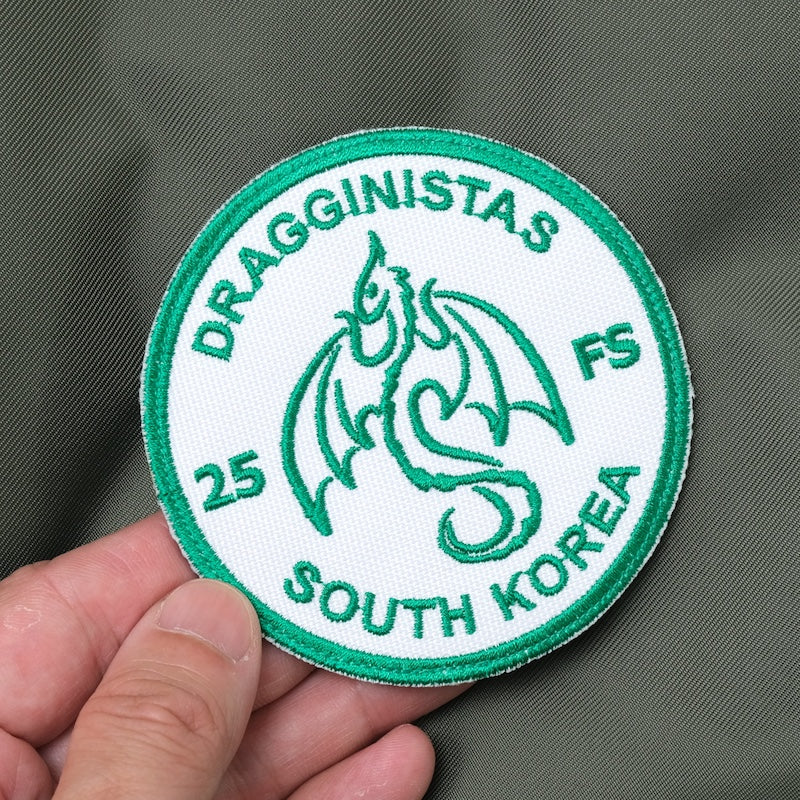 DRAGGINISTAS
25
FS
SOUTH KOREA